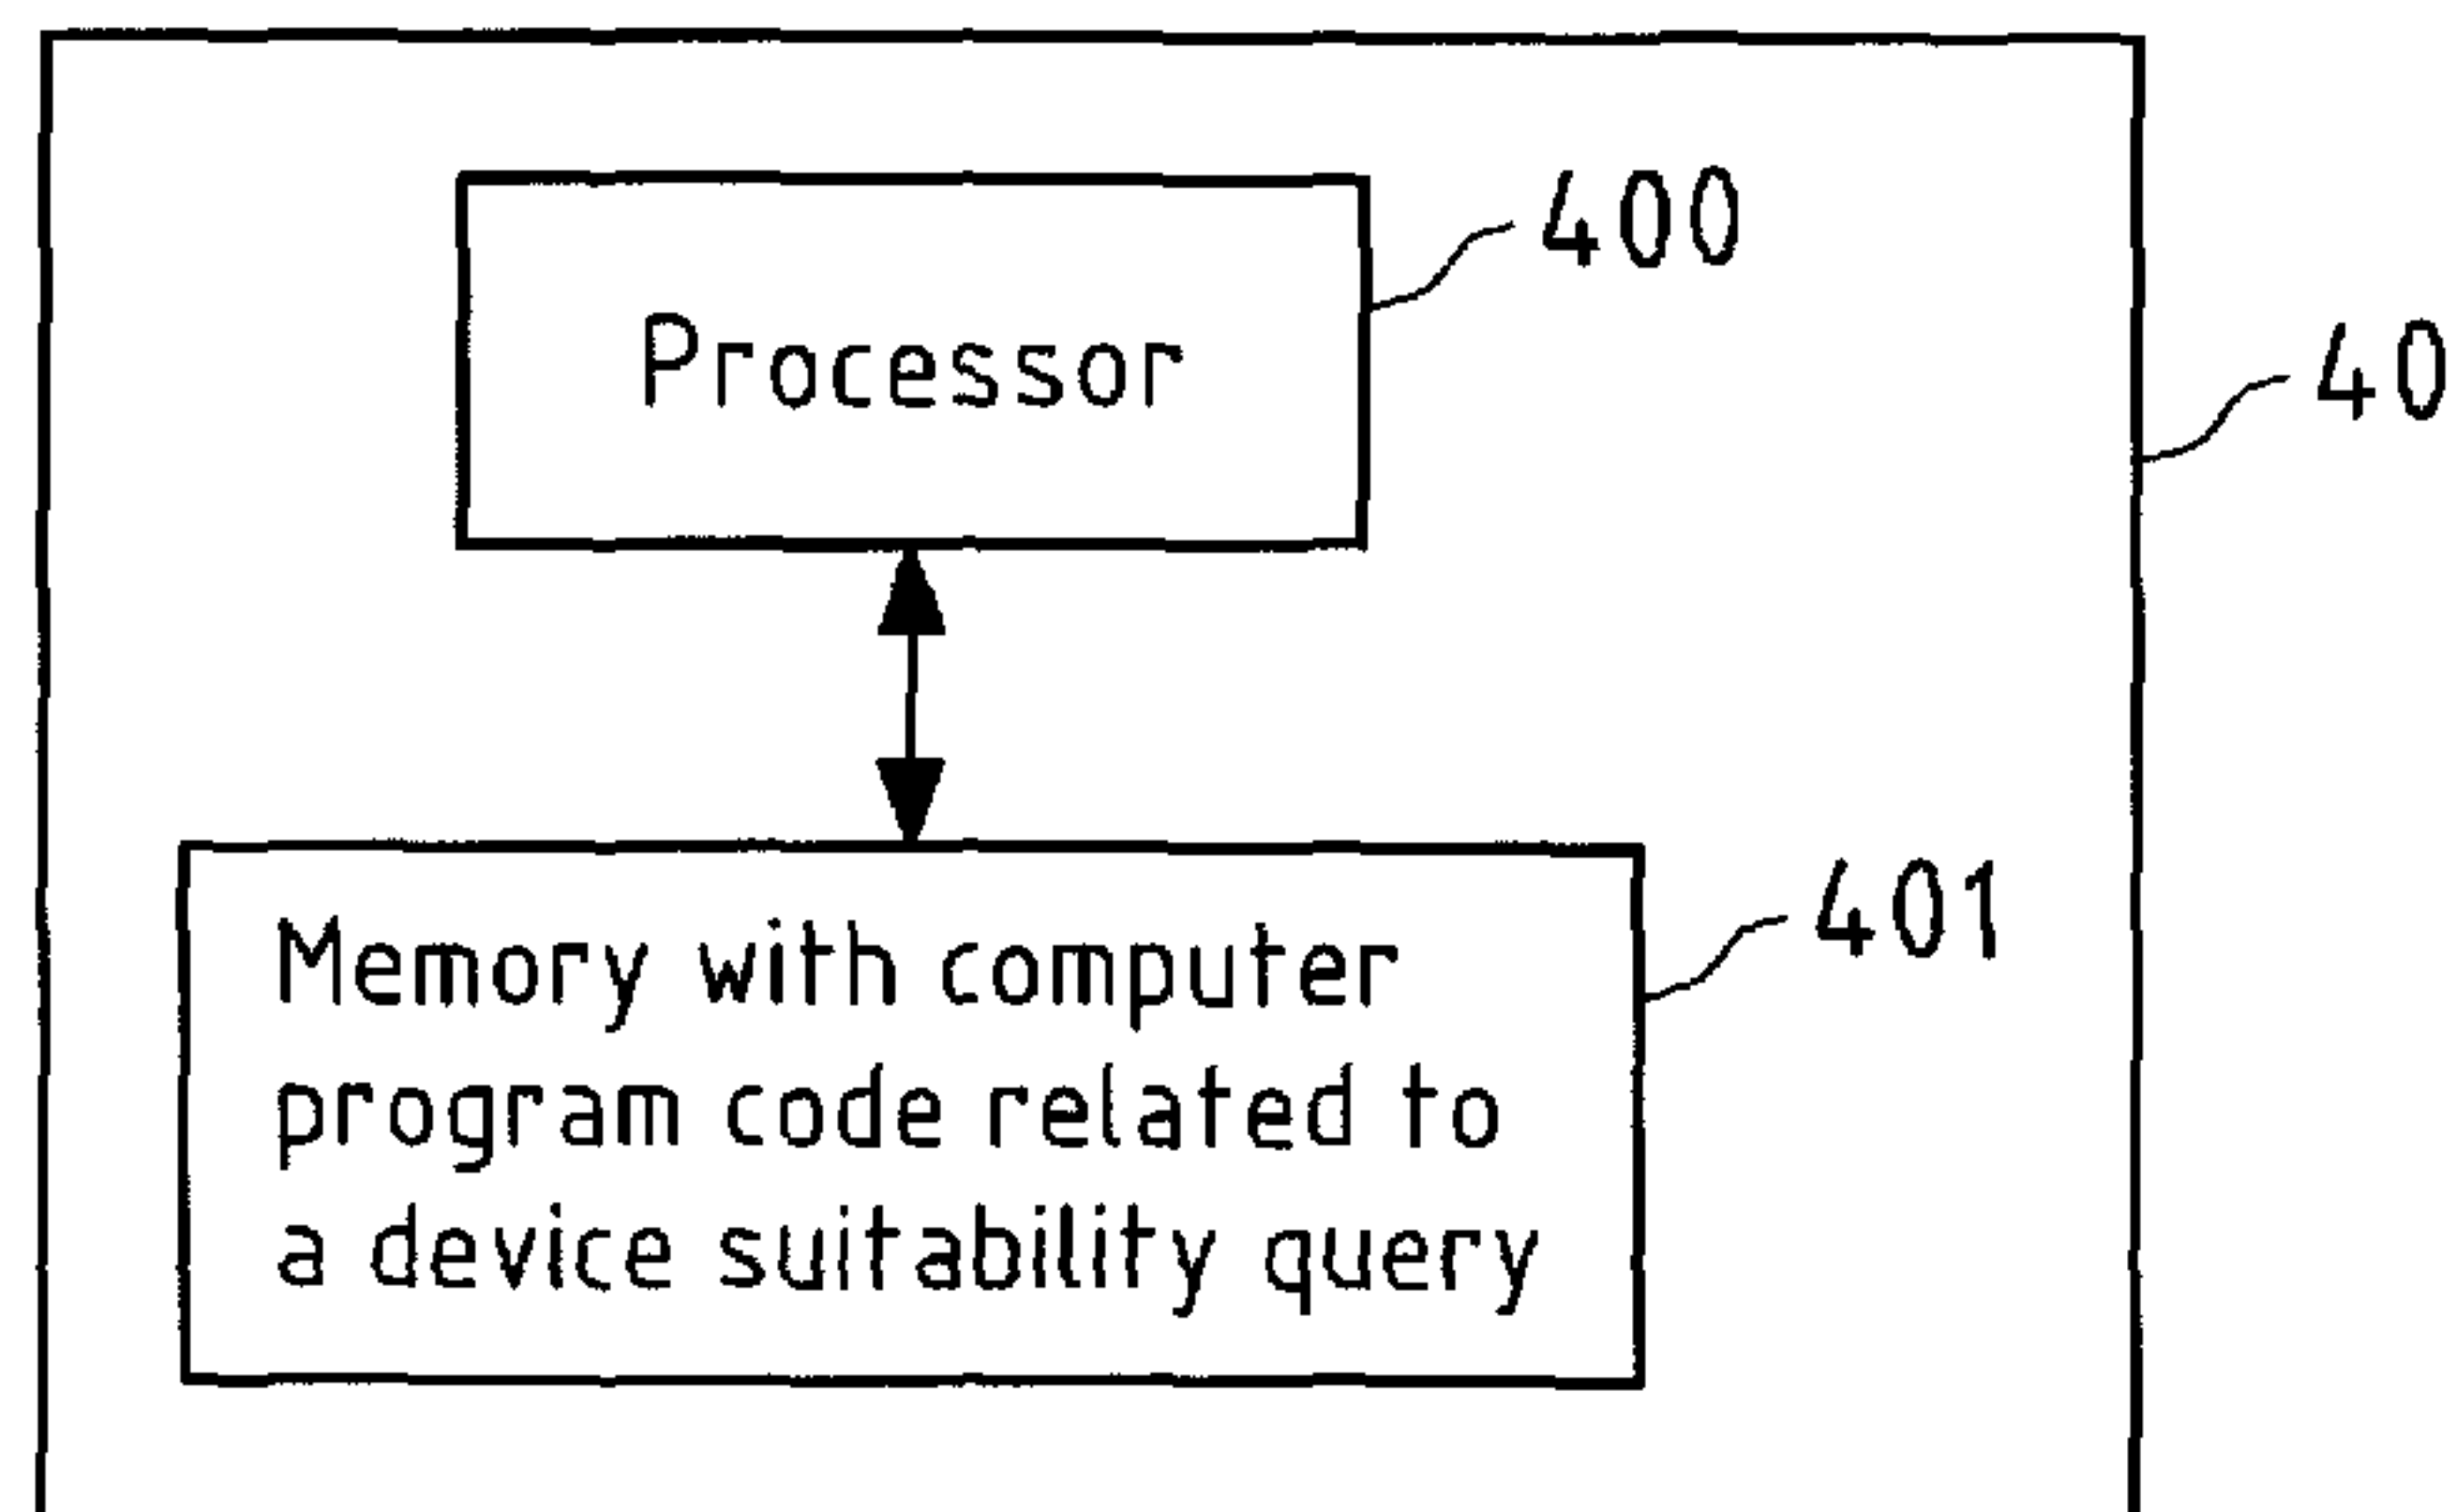 400
Processor
40
401
Memory with computer
program code related to
a device suitability query